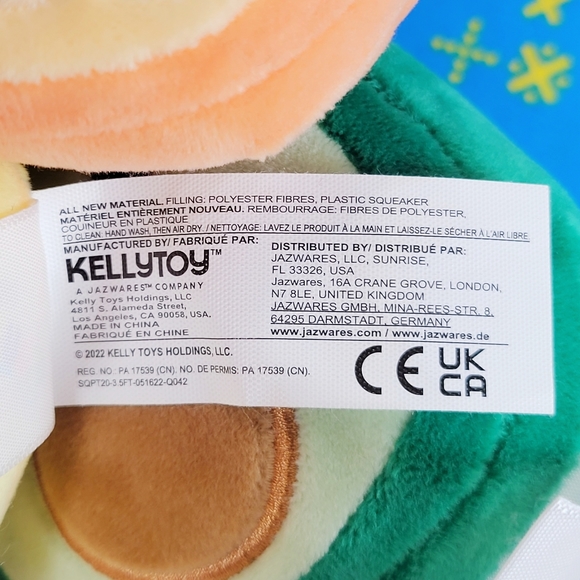 ALL NEW MATERIAL. FILLING: POLYESTER FIBRES, PLASTIC SQUEAKER
MATÉRIEL ENTIÈREMENT NOUVEAU. REMBOURRAGE: FIBRES DE POLYESTER,
COUINEUR EN PLASTIQUE
TO CLEAN: HAND WASH, THEN AIR DRY. / NETTOYAGE: LAVEZ LE PRODUIT À LA MAIN ET LAISSEZ-LE SÉCHER À L'AIR LIBRE
MANUFACTURED BY/ FABRIQUÉ PAR:
KELLYTOY™
A JAZWARES™ COMPANY
Kelly Toys Holdings, LLC
4811 S. Alameda Street,
Los Angeles, CA 90058, USA.
MADE IN CHINA
FABRIQUÉ EN CHINE
DISTRIBUTED BY/ DISTRIBUÉ PAR:
JAZWARES, LLC, SUNRISE,
FL 33326, USA
Jazwares, 16A CRANE GROVE, LONDON,
N7 8LE, UNITED KINGDOM
JAZWARES GMBH, MINA-REES-STR. 8,
64295 DARMSTADT, GERMANY
www.jazwares.com / www.jazwares.de
© 2022 KELLY TOYS HOLDINGS, LLC.
REG. NO.: PA 17539 (CN). NO. DE PERMIS: PA 17539 (CN).
SQPT20-3.5FT-051622-Q042
CE UK
CA